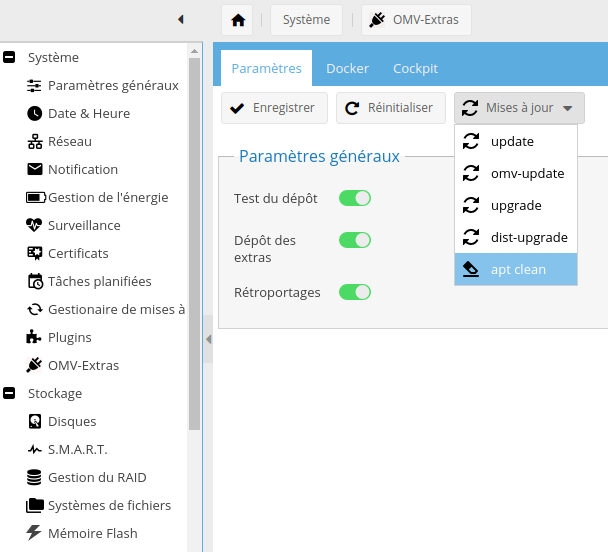 Système
OMV-Extras
Système
Paramètres généraux
Date & Heure
Réseau
Notification
Gestion de l'énergie
Surveillance
Certificats
Tâches planifiées
Gestionaire de mises à
Plugins
OMV-Extras
Stockage
Disques
S.M.A.R.T.
Gestion du RAID
Systèmes de fichiers
Mémoire Flash
Paramètres
Docker
Cockpit
Enregistrer
Réinitialiser
Mises à jour
update
omv-update
upgrade
dist-upgrade
apt clean
Paramètres généraux
Test du dépôt
Dépôt des
extras
Rétroportages